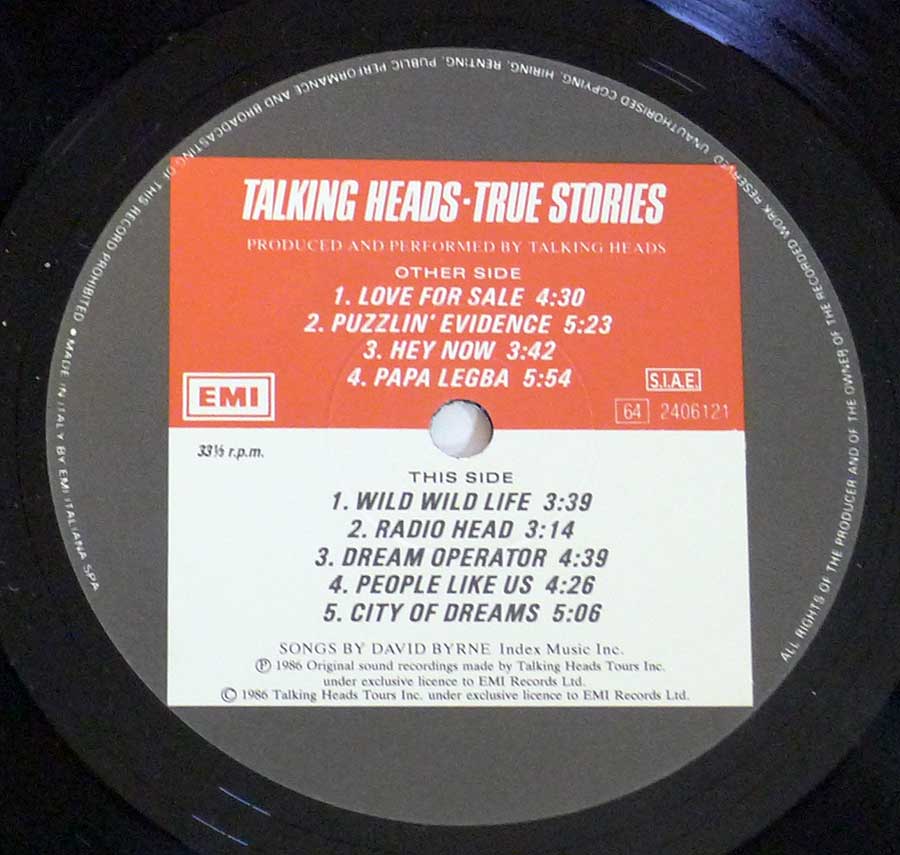 TALKING HEADS·TRUE STORIES
PRODUCED AND PERFORMED BY TALKING HEADS
OTHER SIDE
1. LOVE FOR SALE 4:30
2. PUZZLIN' EVIDENCE 5:23
3. HEY NOW 3:42
4. PAPA LEGBA 5:54
EMI
S.I.A.E.
64 2406121
33⅓ r.p.m.
THIS SIDE
1. WILD WILD LIFE 3:39
2. RADIO HEAD 3:14
3. DREAM OPERATOR 4:39
4. PEOPLE LIKE US 4:26
5. CITY OF DREAMS 5:06
SONGS BY DAVID BYRNE Index Music Inc.
Ⓟ 1986 Original sound recordings made by Talking Heads Tours Inc.
under exclusive licence to EMI Records Ltd.
© 1986 Talking Heads Tours Inc. under exclusive licence to EMI Records Ltd.
ALL RIGHTS OF THE PRODUCER AND OF THE OWNER OF THE RECORDED WORK RESERVED. UNAUTHORISED COPYING, HIRING, RENTING, PUBLIC PERFORMANCE AND BROADCASTING OF THIS RECORD PROHIBITED • MADE IN ITALY BY EMI ITALIANA SPA